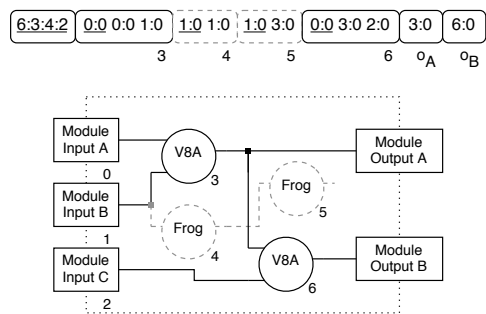 6:3:4:2 0:0 0:0 1:0 1:0 1:0 1:0 3:0 0:0 3:0 2:0 3:0 6:0
3 4 5 6 oA oB
Module Input A
0
V8A
3
Module Output A
Module Input B
1
Frog
5
Frog
4
Module Input C
2
V8A
6
Module Output B